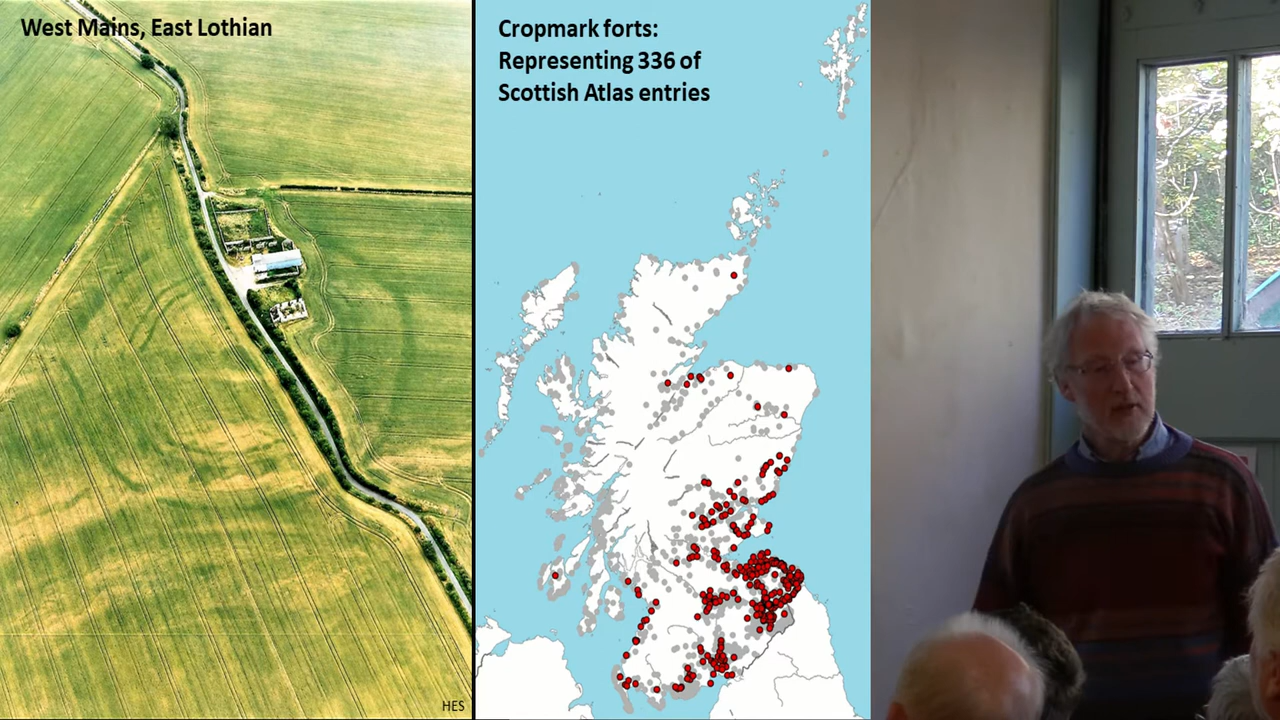 West Mains, East Lothian
Cropmark forts:
Representing 336 of
Scottish Atlas entries
HES